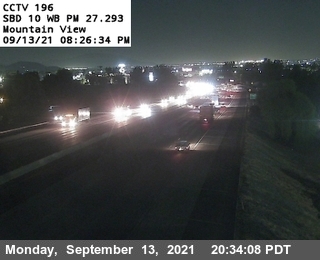 CCTV 196
SBD 10 WB PM 27.293
Mountain View
09/13/21 08:26:34 PM
Monday, September 13, 2021 20:34:08 PDT